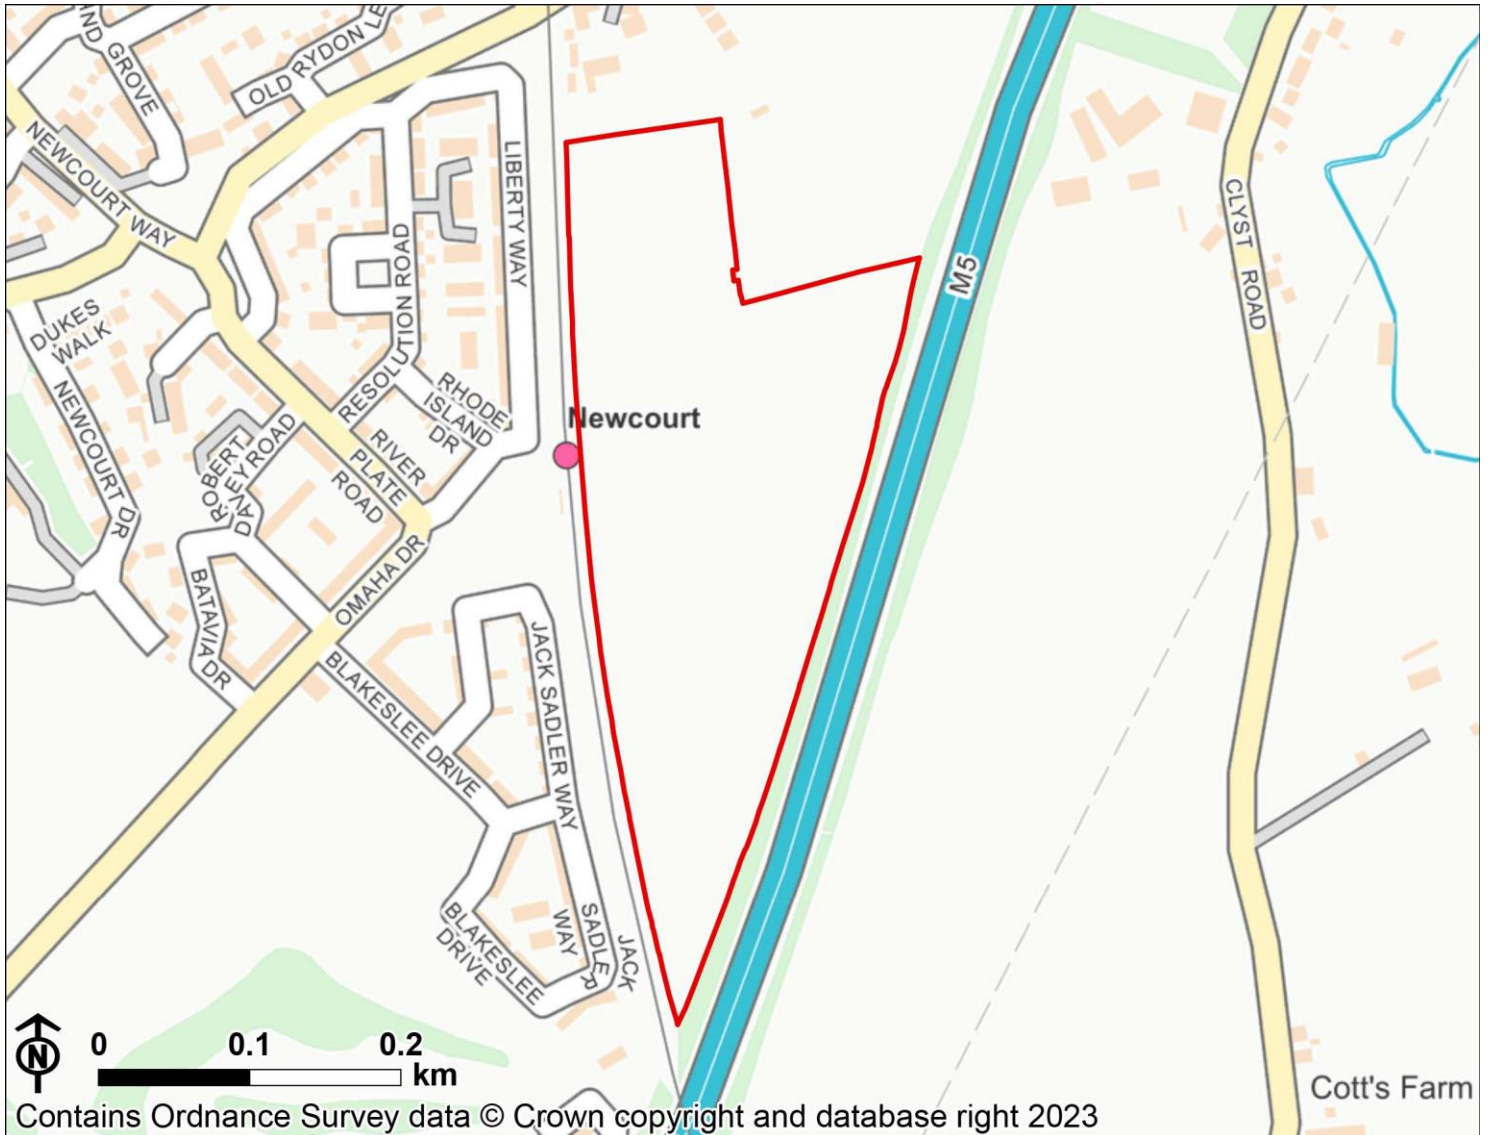 ND GROVE
OLD RYDON LE
NEWCOURT WAY
LIBERTY WAY
M5
CLYST ROAD
RESOLUTION ROAD
DUKES
WALK
NEWCOURT DR
RHODE
ISLAND
DR
Newcourt
ROBERT
DAVEY ROAD
RIVER
PLATE
ROAD
OMAHA DR
BATAVIA DR
BLAKESLEE DRIVE
JACK SADLER WAY
BLAKESLEE
DRIVE
JACK
SADLER
WAY
N
0 0.1 0.2
km
Cott's Farm
Contains Ordnance Survey data © Crown copyright and database right 2023